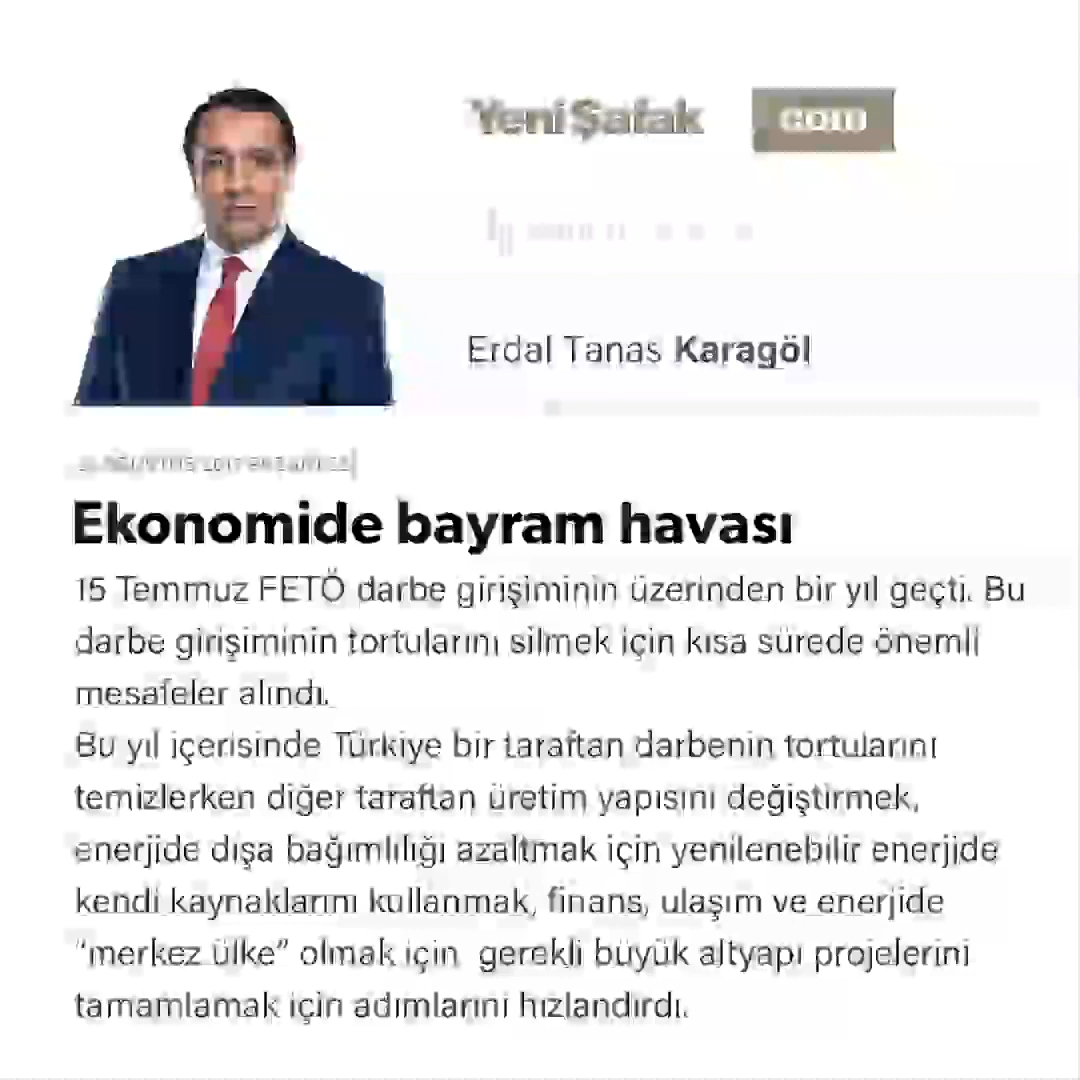 Yeni Şafak com
Erdal Tanas Karagöl
Ekonomide bayram havası
15 Temmuz FETÖ darbe girişiminin üzerinden bir yıl geçti. Bu
darbe girişiminin tortularını silmek için kısa sürede önemli
mesafeler alındı.
Bu yıl içerisinde Türkiye bir taraftan darbenin tortularını
temizlerken diğer taraftan üretim yapısını değiştirmek,
enerjide dışa bağımlılığı azaltmak için yenilenebilir enerjide
kendi kaynaklarını kullanmak, finans, ulaşım ve enerjide
“merkez ülke” olmak için gerekli büyük altyapı projelerini
tamamlamak için adımlarını hızlandırdı.